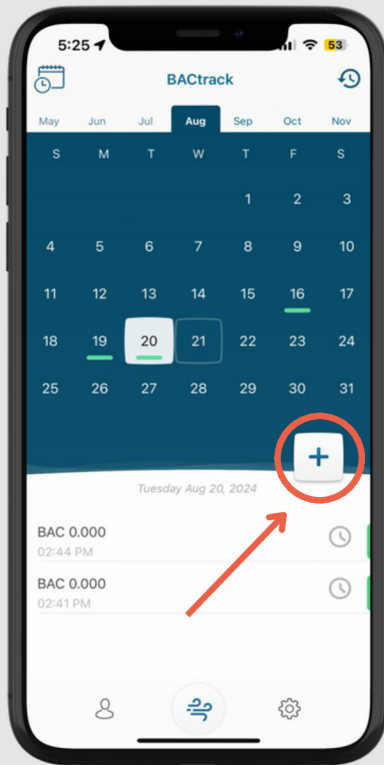 5:25 53
BACtrack
May Jun Jul Aug Sep Oct Nov
S M T W T F S
1 2 3
4 5 6 7 8 9 10
11 12 13 14 15 16 17
18 19 20 21 22 23 24
25 26 27 28 29 30 31
+
Tuesday Aug 20, 2024
BAC 0.000
02:44 PM
BAC 0.000
02:41 PM